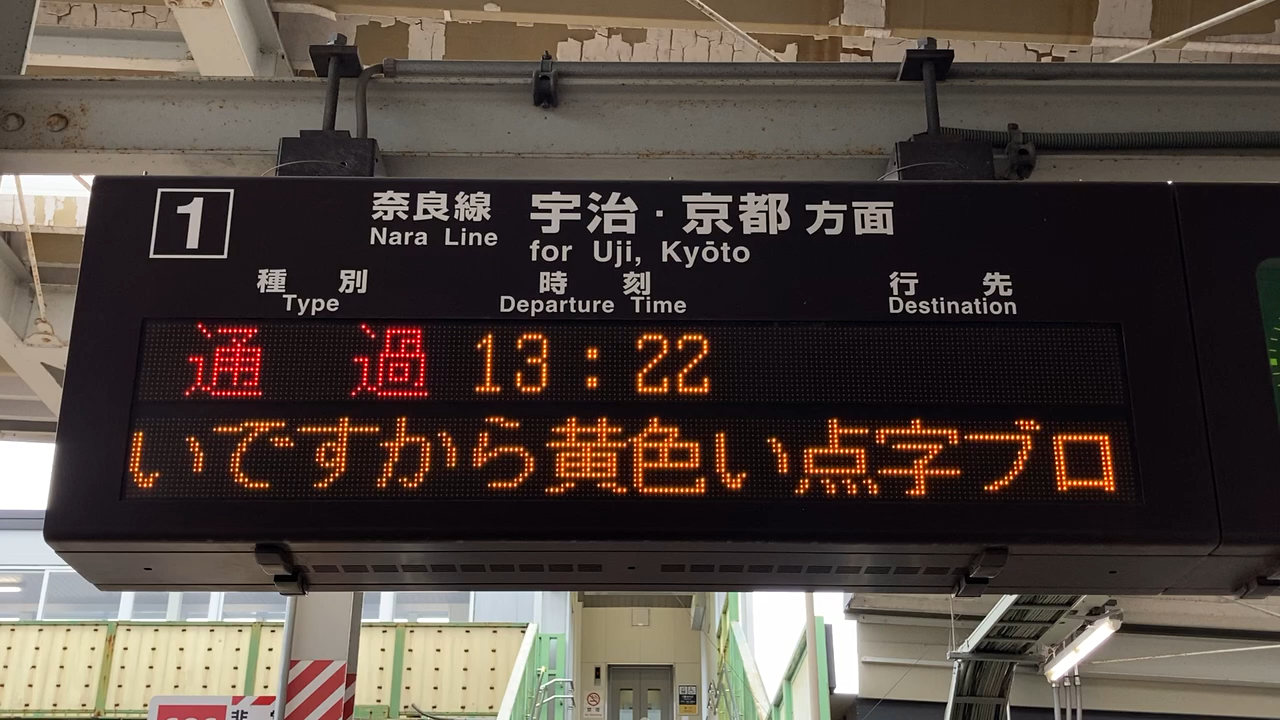 1 奈良線 宇治・京都方面
Nara Line for Uji, Kyōto
種別 時刻 行先
Type Departure Time Destination
通過 13:22
いですから黄色い点字ブロ